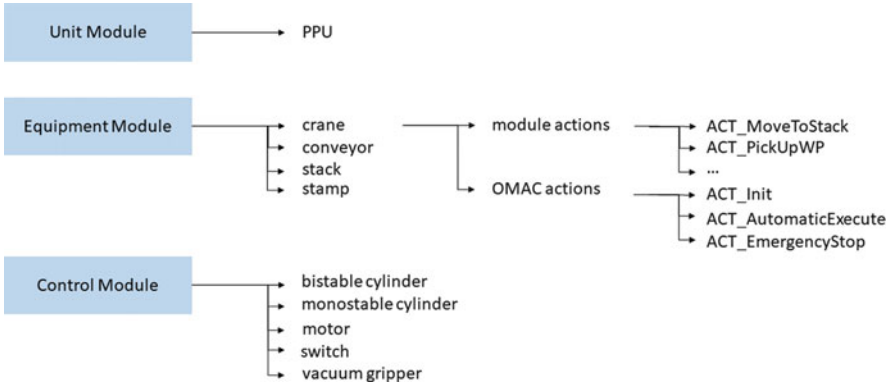 Unit Module
PPU
Equipment Module
crane
conveyor
stack
stamp
module actions
OMAC actions
ACT_MoveToStack
ACT_PickUpWP
...
ACT_Init
ACT_AutomaticExecute
ACT_EmergencyStop
Control Module
bistable cylinder
monostable cylinder
motor
switch
vacuum gripper